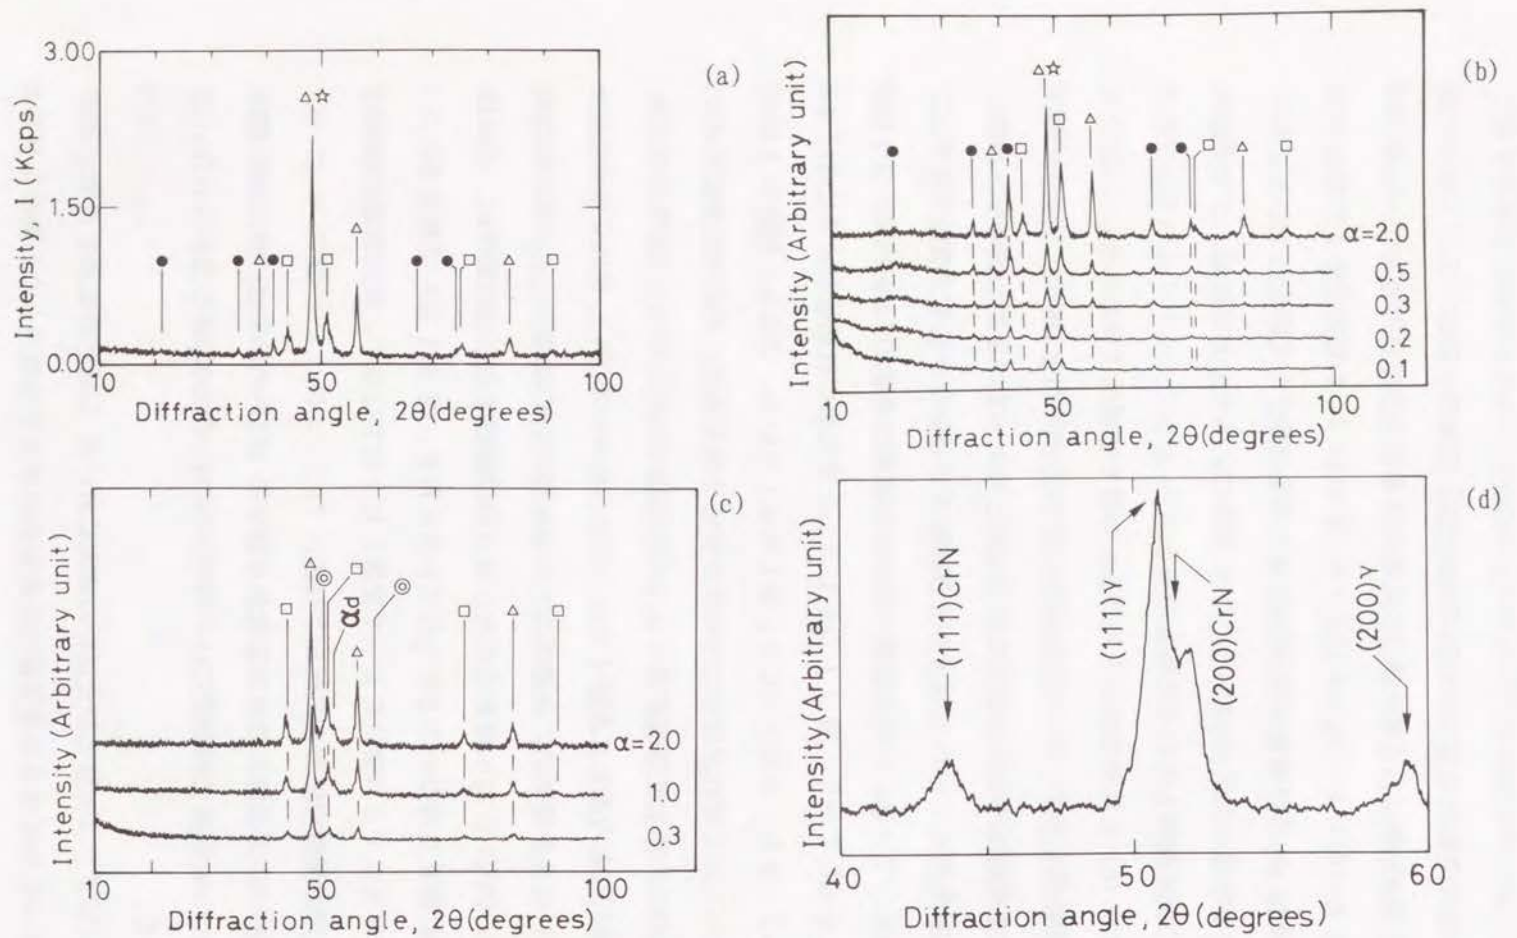 (a)
3.00
1.50
0.00
Intensity, I (Kcps)
△☆
△
● ● △ ● □ □ ● ● □ △ □
10 50 100
Diffraction angle, 2θ(degrees)
(b)
Intensity (Arbitrary unit)
△☆
● ● △ ● □ □ △ ● ● □ △ □
α=2.0
0.5
0.3
0.2
0.1
10 50 100
Diffraction angle, 2θ(degrees)
(c)
Intensity (Arbitrary unit)
□ △ ◎ □ ◎ □ △ □
αd
△
α=2.0
1.0
0.3
10 50 100
Diffraction angle, 2θ(degrees)
(d)
Intensity (Arbitrary unit)
(111)CrN
(111)γ
(200)CrN
(200)γ
40 50 60
Diffraction angle, 2θ(degrees)